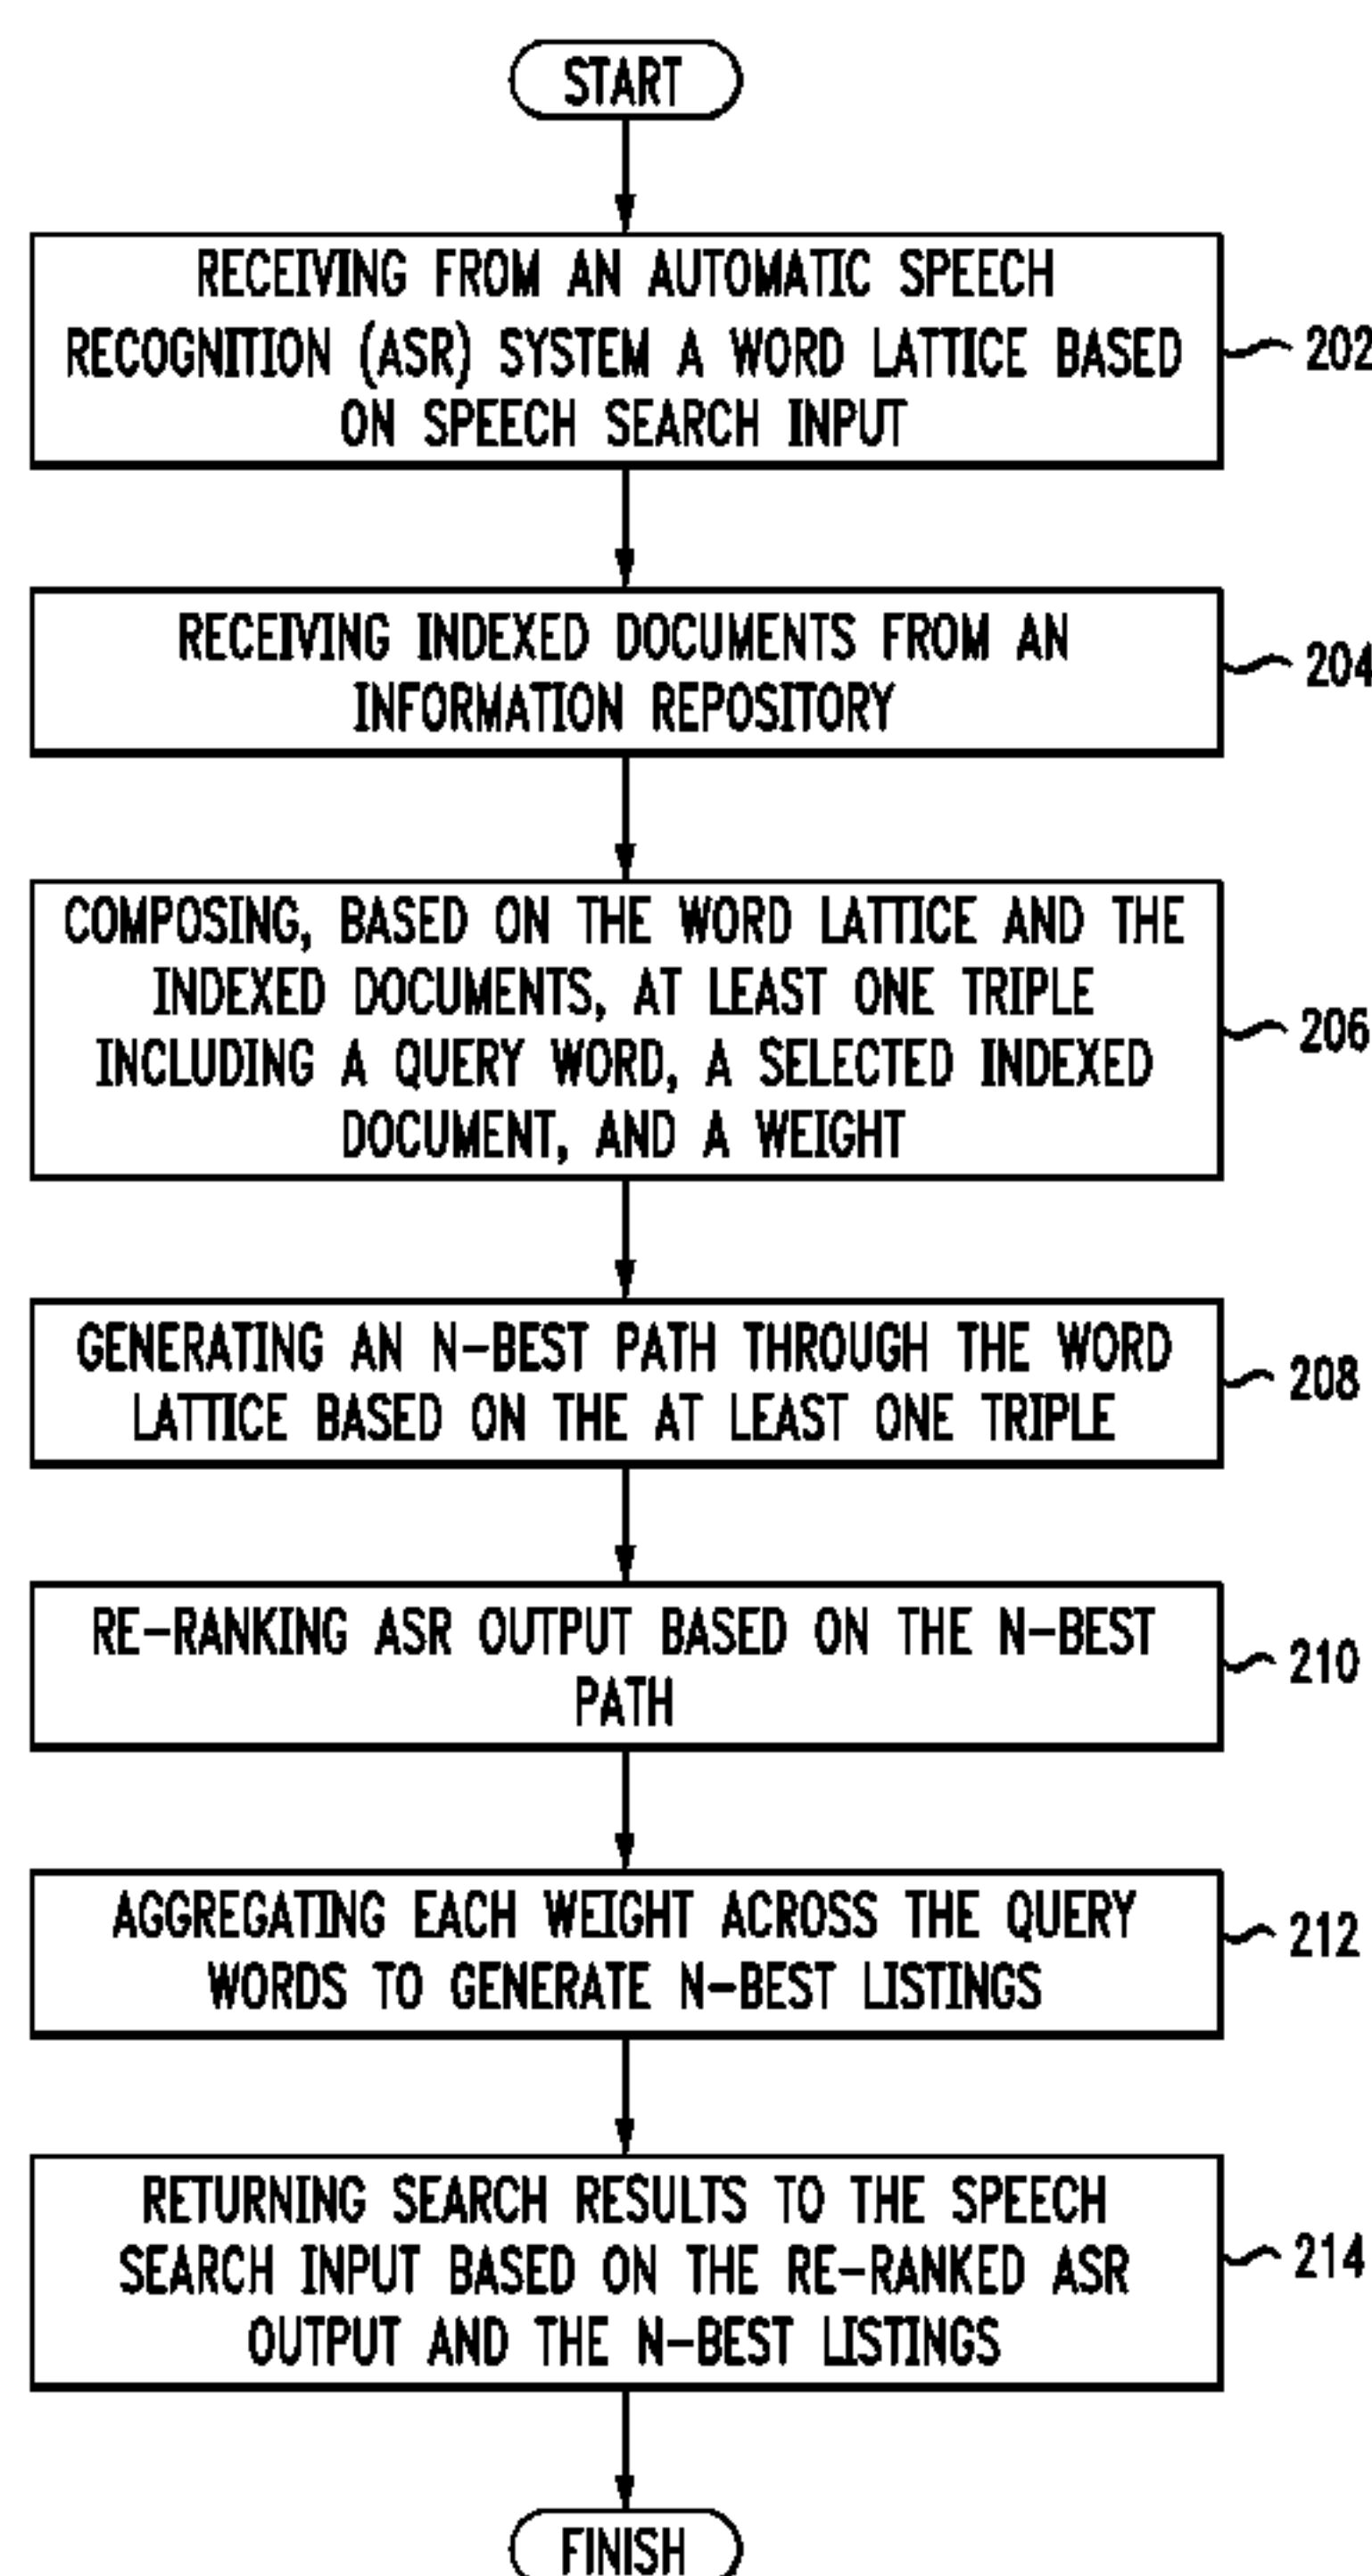 START
RECEIVING FROM AN AUTOMATIC SPEECH
RECOGNITION (ASR) SYSTEM A WORD LATTICE BASED
ON SPEECH SEARCH INPUT
202
RECEIVING INDEXED DOCUMENTS FROM AN
INFORMATION REPOSITORY
204
COMPOSING, BASED ON THE WORD LATTICE AND THE
INDEXED DOCUMENTS, AT LEAST ONE TRIPLE
INCLUDING A QUERY WORD, A SELECTED INDEXED
DOCUMENT, AND A WEIGHT
206
GENERATING AN N-BEST PATH THROUGH THE WORD
LATTICE BASED ON THE AT LEAST ONE TRIPLE
208
RE-RANKING ASR OUTPUT BASED ON THE N-BEST
PATH
210
AGGREGATING EACH WEIGHT ACROSS THE QUERY
WORDS TO GENERATE N-BEST LISTINGS
212
RETURNING SEARCH RESULTS TO THE SPEECH
SEARCH INPUT BASED ON THE RE-RANKED ASR
OUTPUT AND THE N-BEST LISTINGS
214
FINISH